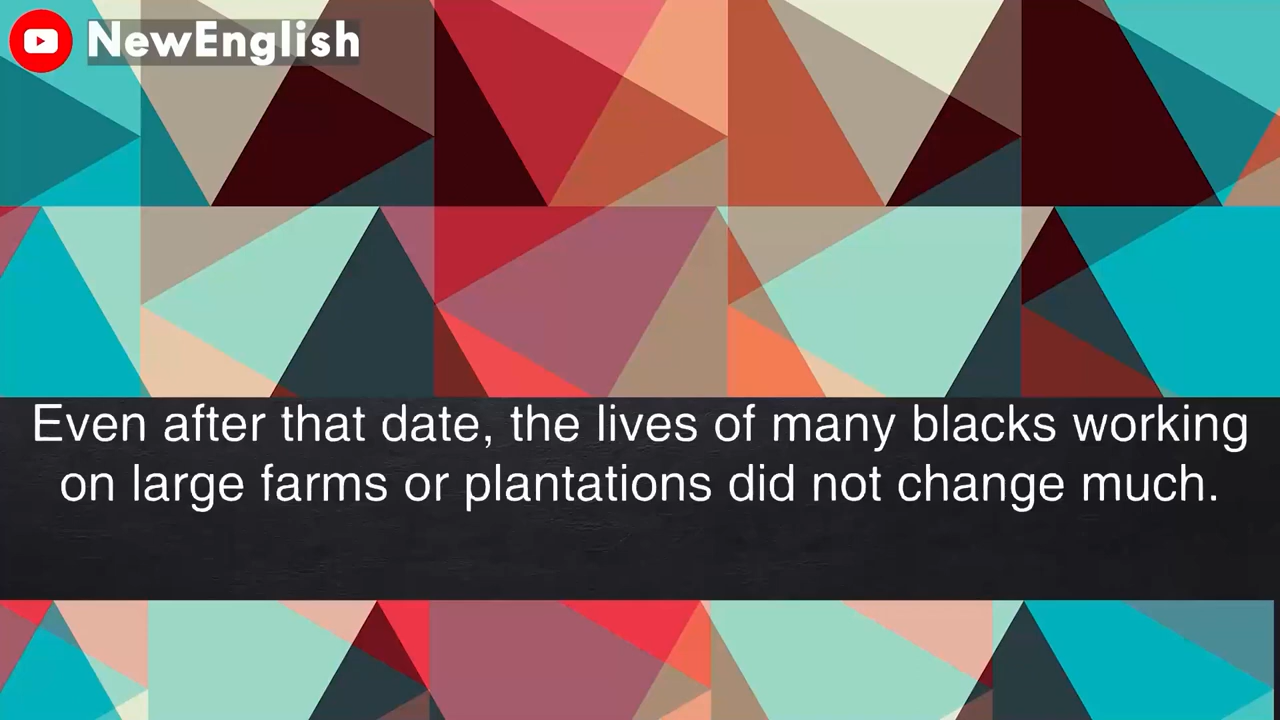 NewEnglish
Even after that date, the lives of many blacks working
on large farms or plantations did not change much.